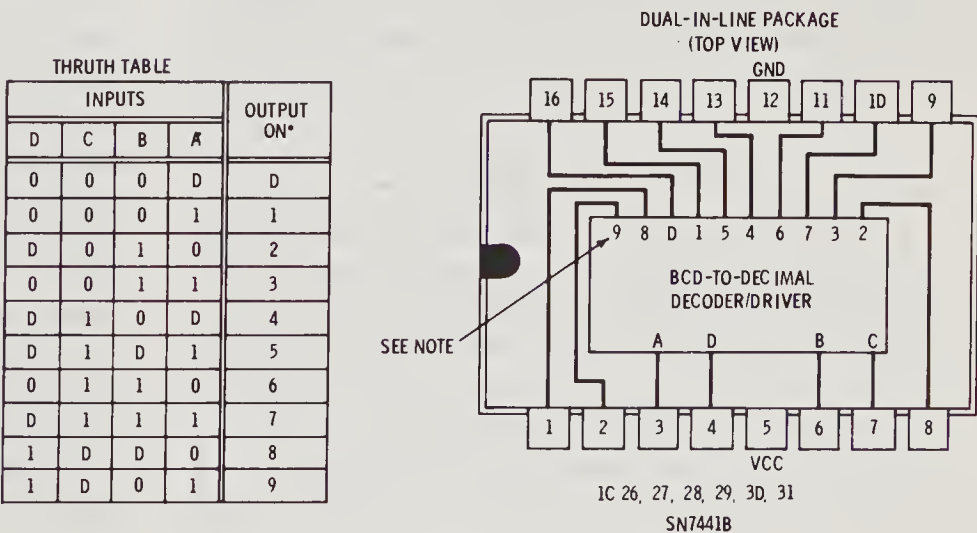 THRUTH TABLE
INPUTS OUTPUT ON*
D C B A
0 0 0 D D
0 0 0 1 1
D 0 1 0 2
0 0 1 1 3
D 1 0 D 4
D 1 D 1 5
0 1 1 0 6
D 1 1 1 7
1 D D 0 8
1 D 0 1 9
DUAL-IN-LINE PACKAGE
(TOP VIEW)
GND
16 15 14 13 12 11 1D 9
9 8 D 1 5 4 6 7 3 2
BCD-TO-DECIMAL
DECODER/DRIVER
SEE NOTE
A D B C
1 2 3 4 5 6 7 8
VCC
1C 26, 27, 28, 29, 3D, 31
SN7441B